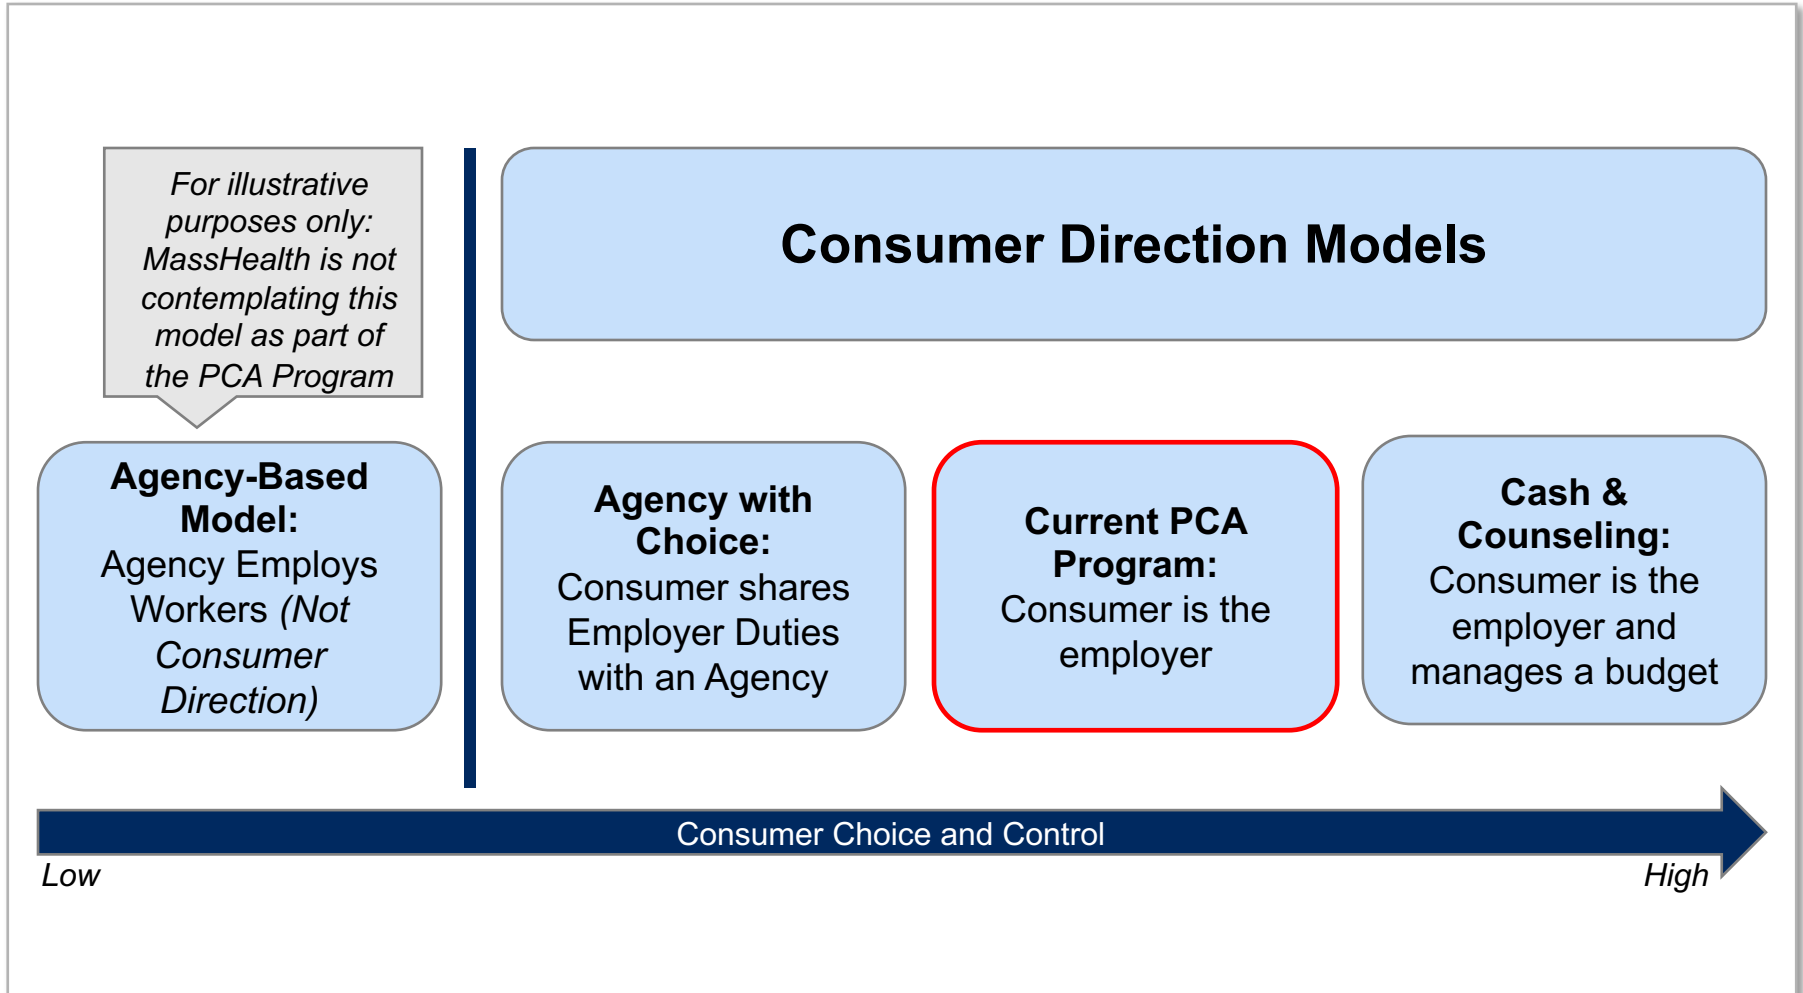 For illustrative
purposes only:
MassHealth is not
contemplating this
model as part of
the PCA Program
Consumer Direction Models
Agency-Based
Model:
Agency Employs
Workers (Not
Consumer
Direction)
Agency with
Choice:
Consumer shares
Employer Duties
with an Agency
Current PCA
Program:
Consumer is the
employer
Cash &
Counseling:
Consumer is the
employer and
manages a budget
Consumer Choice and Control
Low
High